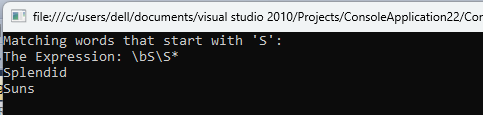 file:///c:/users/dell/documents/visual studio 2010/Projects/ConsoleApplication22/Cor
Matching words that start with 'S':
The Expression: \bS\S*
Splendid
Suns